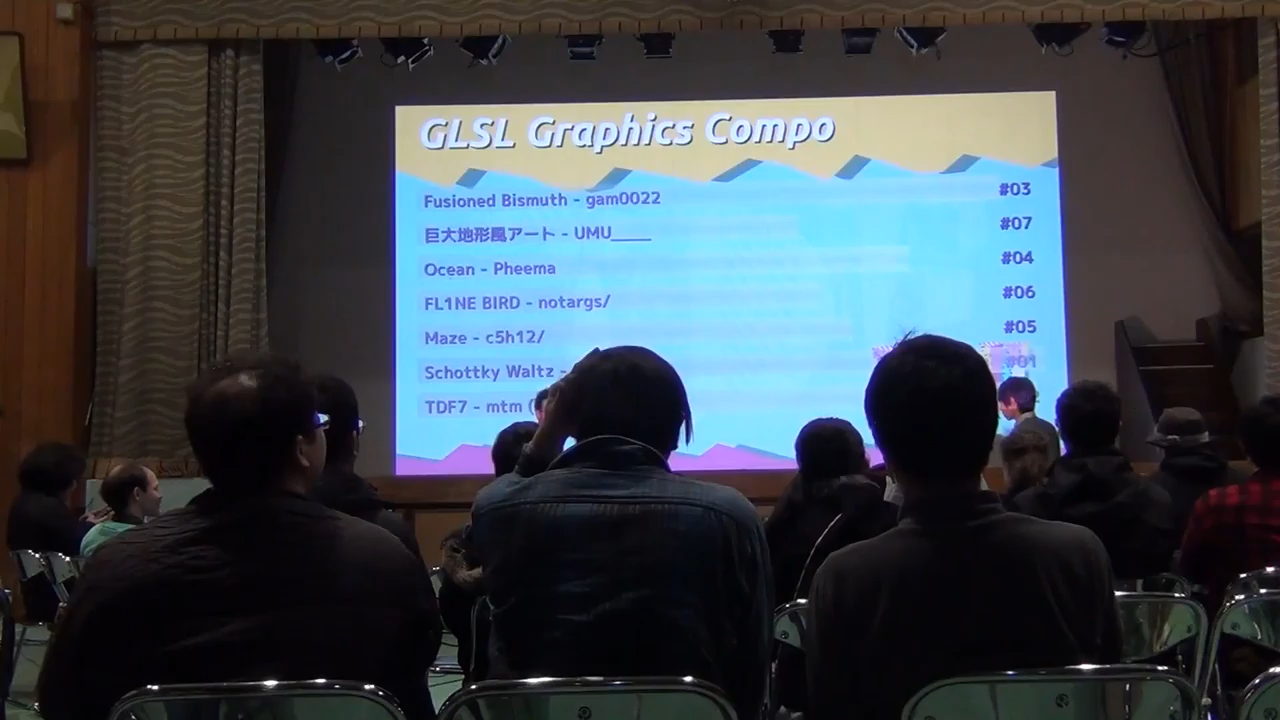 GLSL Graphics Compo
Fusioned Bismuth - gam0022 #03
巨大地形風アート - UMU____ #07
Ocean - Pheema #04
FL1NE BIRD - notargs/ #06
Maze - c5h12/ #05
Schottky Waltz - #01
TDF7 - mtm (